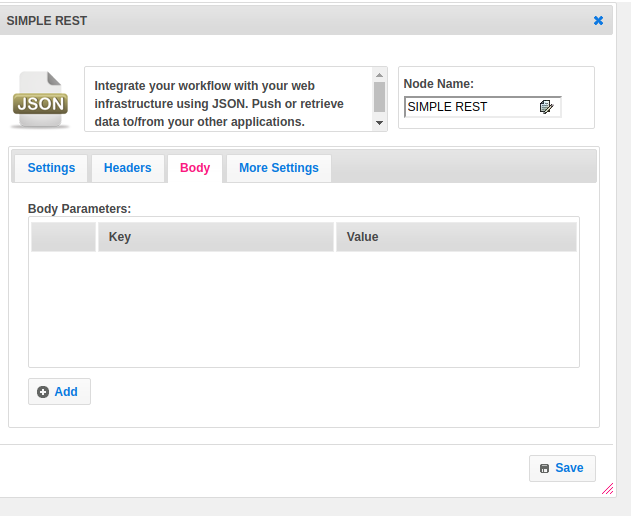 SIMPLE REST
JSON
Integrate your workflow with your web
infrastructure using JSON. Push or retrieve
data to/from your other applications.
Node Name:
SIMPLE REST
Settings
Headers
Body
More Settings
Body Parameters:
Key
Value
Add
Save